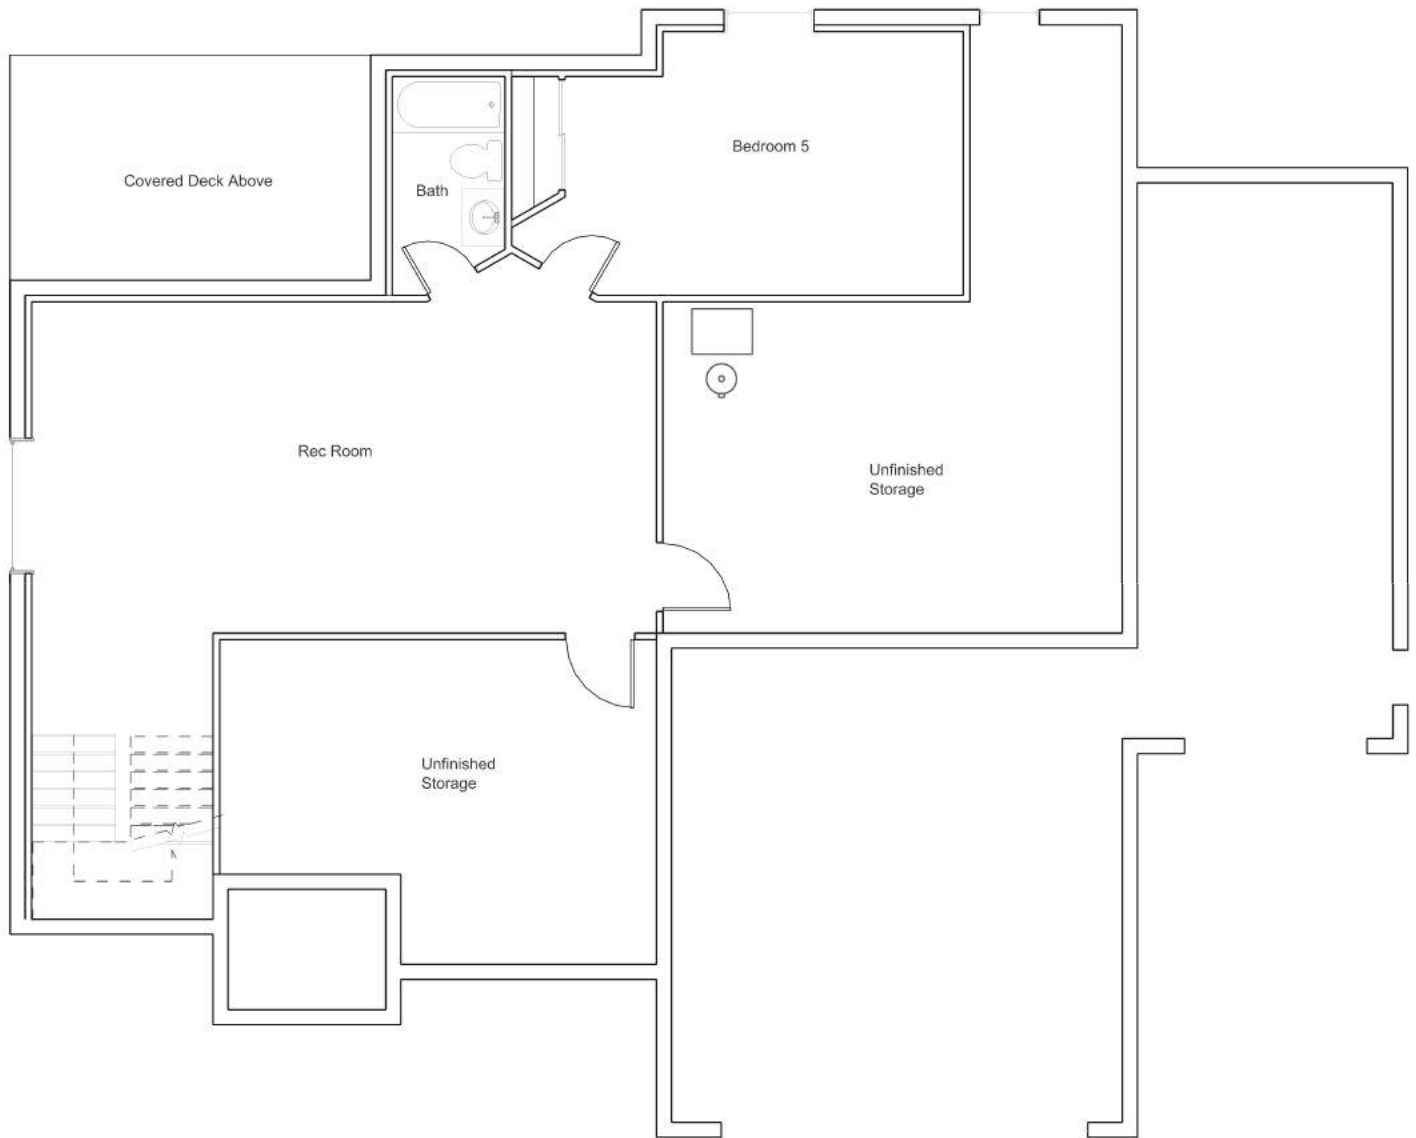 Bedroom 5
Covered Deck Above
Bath
Rec Room
Unfinished
Storage
Unfinished
Storage